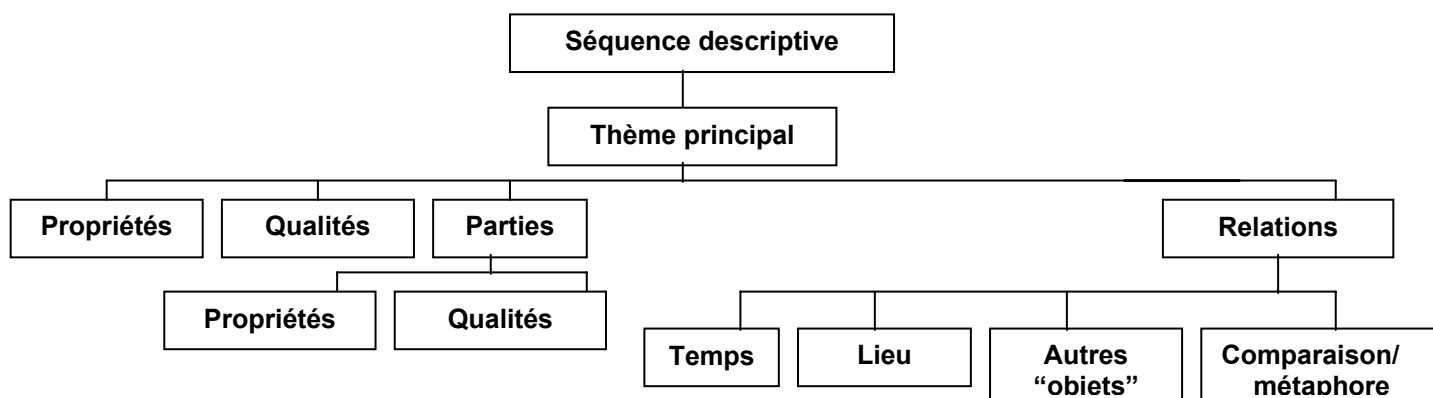 Séquence descriptive
Thème principal
Propriétés
Qualités
Parties
Relations
Propriétés
Qualités
Temps
Lieu
Autres
“objets”
Comparaison/
métaphore